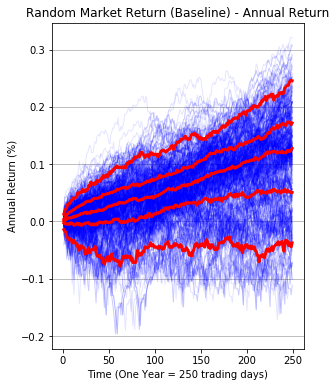 Random Market Return (Baseline) - Annual Return
Annual Return (%)
0.3
0.2
0.1
0.0
−0.1
−0.2
0 50 100 150 200 250
Time (One Year = 250 trading days)